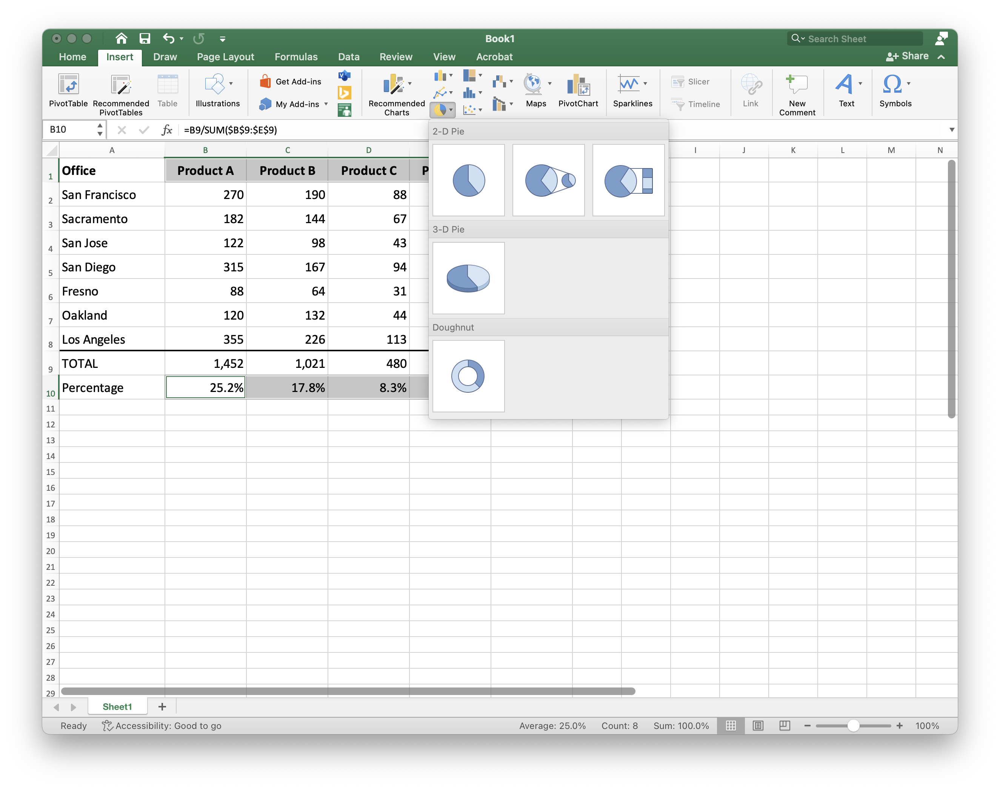 Book1
Search Sheet
Home Insert Draw Page Layout Formulas Data Review View Acrobat Share
PivotTable
Recommended PivotTables
Table
Illustrations
Get Add-ins
My Add-ins
Recommended Charts
Maps
PivotChart
Sparklines
Slicer
Timeline
Link
New Comment
Text
Symbols
B10 fx =B9/SUM($B$9:$E$9)
A B C D I J K L M N
1 Office Product A Product B Product C P
2 San Francisco 270 190 88
3 Sacramento 182 144 67
4 San Jose 122 98 43
5 San Diego 315 167 94
6 Fresno 88 64 31
7 Oakland 120 132 44
8 Los Angeles 355 226 113
9 TOTAL 1,452 1,021 480
10 Percentage 25.2% 17.8% 8.3%
2-D Pie
3-D Pie
Doughnut
11
12
13
14
15
16
17
18
19
20
21
22
23
24
25
26
27
28
29
Sheet1 +
Ready Accessibility: Good to go Average: 25.0% Count: 8 Sum: 100.0% 100%